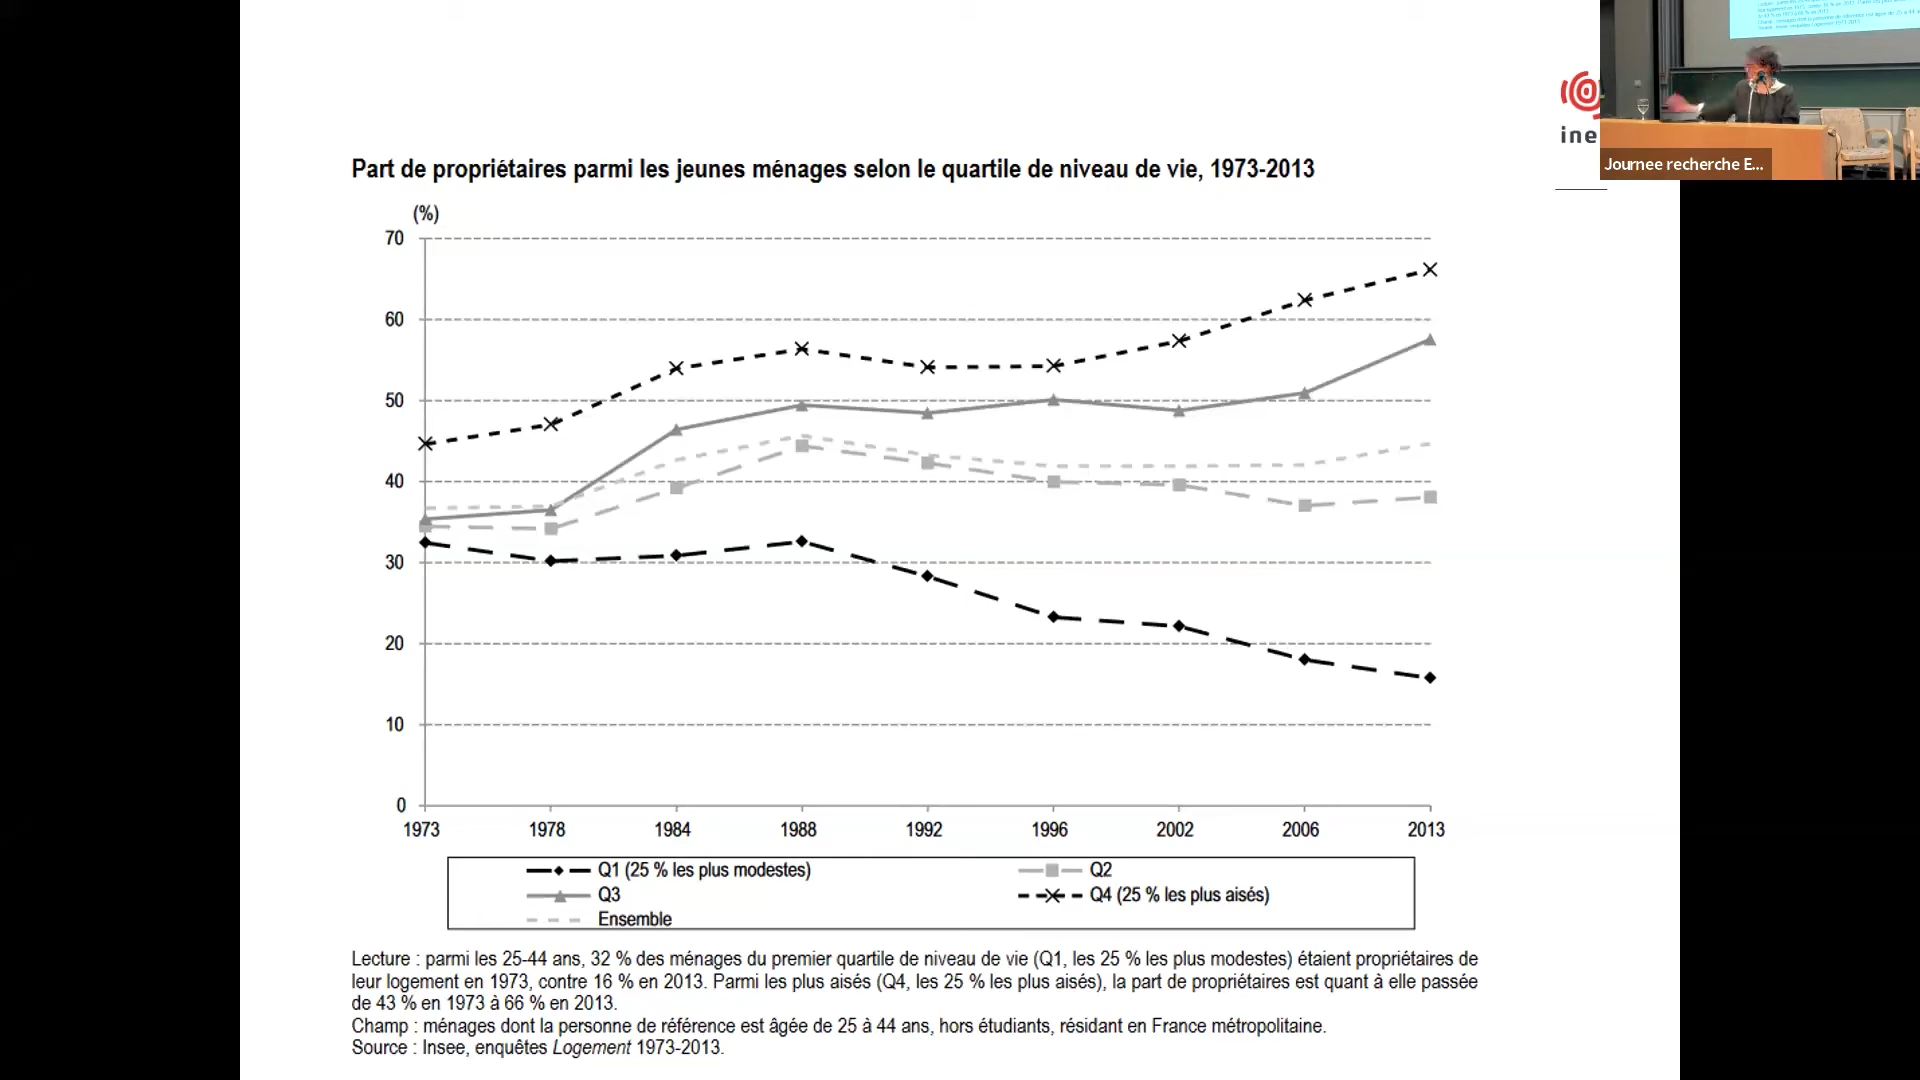 ine
Journee recherche E...
Part de propriétaires parmi les jeunes ménages selon le quartile de niveau de vie, 1973-2013
(%)
70
60
50
40
30
20
10
0
1973 1978 1984 1988 1992 1996 2002 2006 2013
Q1 (25 % les plus modestes) Q2
Q3 Q4 (25 % les plus aisés)
Ensemble
Lecture : parmi les 25-44 ans, 32 % des ménages du premier quartile de niveau de vie (Q1, les 25 % les plus modestes) étaient propriétaires de
leur logement en 1973, contre 16 % en 2013. Parmi les plus aisés (Q4, les 25 % les plus aisés), la part de propriétaires est quant à elle passée
de 43 % en 1973 à 66 % en 2013.
Champ : ménages dont la personne de référence est âgée de 25 à 44 ans, hors étudiants, résidant en France métropolitaine.
Source : Insee, enquêtes Logement 1973-2013.